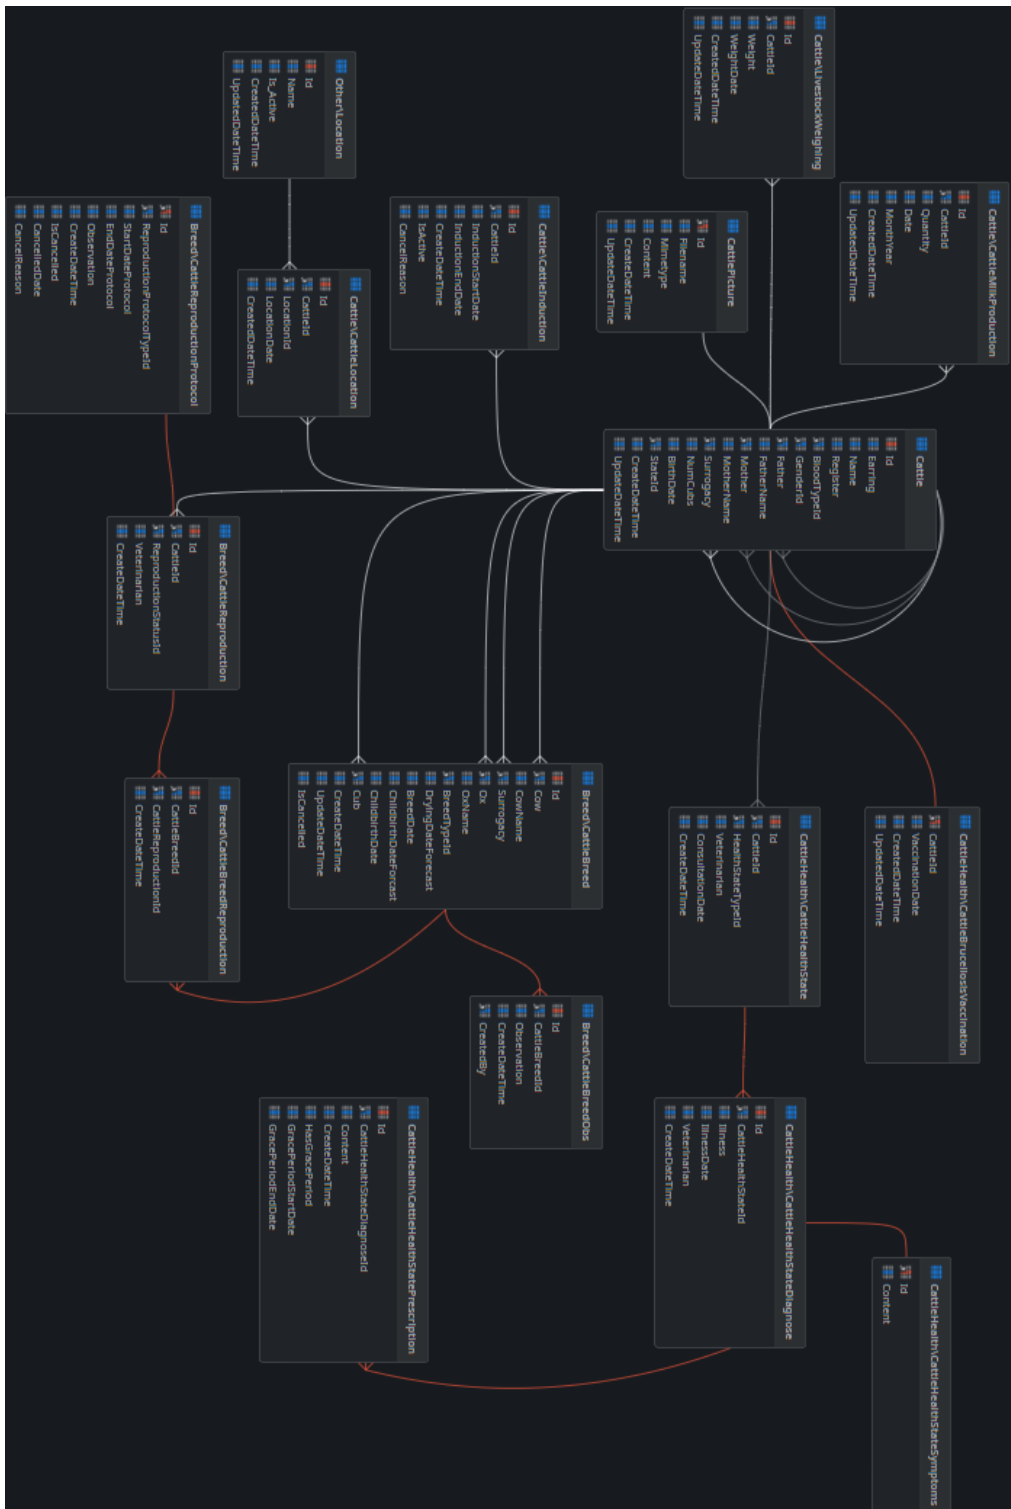 Cattle\CattleMilkProduction
Id
CattleId
Quantity
Date
MonthYear
CreatedDateTime
UpdatedDateTime
CattleHealth\CattleBrucellosisVaccination
CattleId
VaccinationDate
CreatedDateTime
UpdatedDateTime
CattleHealth\CattleHealthStateSymptoms
Id
Content
Cattle
Id
Earring
Name
Register
BloodTypeId
GenderId
Father
FatherName
Mother
MotherName
Surrogacy
NumCubs
BirthDate
StateId
CreateDateTime
UpdateDateTime
Cattle\LivestockWeighing
Id
CattleId
Weight
WeightDate
CreatedDateTime
UpdateDateTime
CattleHealth\CattleHealthState
Id
CattleId
HealthStateTypeId
Veterinarian
ConsultationDate
CreateDateTime
CattleHealth\CattleHealthStateDiagnose
Id
CattleHealthStateId
Illness
IllnessDate
Veterinarian
CreateDateTime
CattlePicture
Id
Filename
Mimetype
Content
CreateDateTime
UpdateDateTime
Breed\CattleBreed
Id
Cow
CowName
Surrogacy
Ox
OxName
BreedTypeId
DryingDateForecast
BreedDate
ChildbirthDateForcast
ChildbirthDate
Cub
CreateDateTime
UpdateDateTime
IsCancelled
Breed\CattleBreedObs
Id
CattleBreedId
Observation
CreateDateTime
CreatedBy
Cattle\CattleInduction
Id
CattleId
InductionStartDate
InductionEndDate
CreateDateTime
IsActive
CancelReason
CattleHealth\CattleHealthStatePrescription
Id
CattleHealthStateDiagnoseId
Content
CreateDateTime
HasGracePeriod
GracePeriodStartDate
GracePeriodEndDate
Cattle\CattleLocation
Id
CattleId
LocationId
LocationDate
CreatedDateTime
Other\Location
Id
Name
Is_Active
CreatedDateTime
UpdatedDateTime
Breed\CattleReproduction
Id
CattleId
ReproductionStatusId
Veterinarian
CreateDateTime
Breed\CattleBreedReproduction
Id
CattleBreedId
CattleReproductionId
CreateDateTime
Breed\CattleReproductionProtocol
Id
ReproductionProtocolTypeId
StartDateProtocol
EndDateProtocol
Observation
CreateDateTime
IsCancelled
CancelledDate
CancelReason